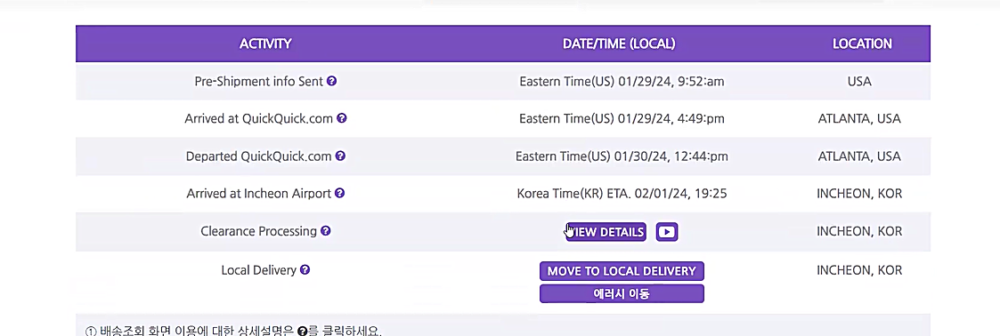 ACTIVITY DATE/TIME (LOCAL) LOCATION
Pre-Shipment info Sent ? Eastern Time(US) 01/29/24, 9:52:am USA
Arrived at QuickQuick.com ? Eastern Time(US) 01/29/24, 4:49:pm ATLANTA, USA
Departed QuickQuick.com ? Eastern Time(US) 01/30/24, 12:44:pm ATLANTA, USA
Arrived at Incheon Airport ? Korea Time(KR) ETA. 02/01/24, 19:25 INCHEON, KOR
Clearance Processing ? VIEW DETAILS INCHEON, KOR
Local Delivery ? MOVE TO LOCAL DELIVERY INCHEON, KOR
에러시 이동
① 배송조회 화면 이용에 대한 상세설명은 ?를 클릭하세요.